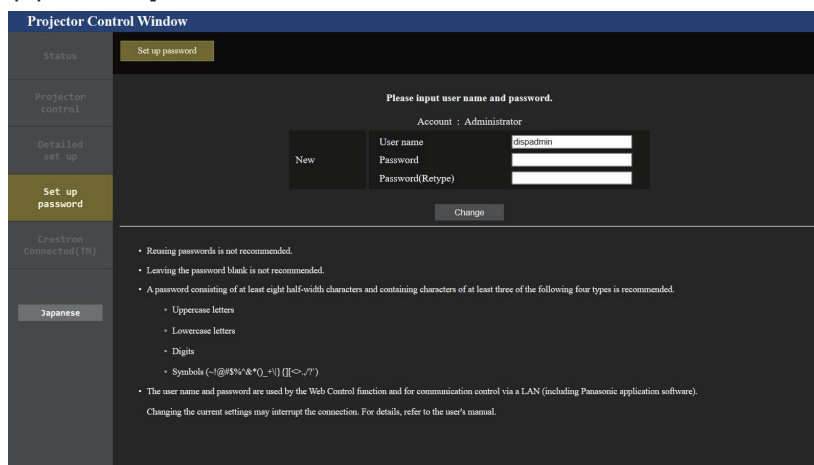 Projector Control Window
Status
Set up password
Projector
control
Detailed
set up
Set up
password
Crestron
Connected(TM)
Japanese
Please input user name and password.
Account : Administrator
New
User name
dispadmin
Password
Password(Retype)
Change
• Reusing passwords is not recommended.
• Leaving the password blank is not recommended.
• A password consisting of at least eight half-width characters and containing characters of at least three of the following four types is recommended.
◦ Uppercase letters
◦ Lowercase letters
◦ Digits
◦ Symbols (~!@#$%^&*()_+\|}{][<>.,/?`)
• The user name and password are used by the Web Control function and for communication control via a LAN (including Panasonic application software).
Changing the current settings may interrupt the connection. For details, refer to the user's manual.